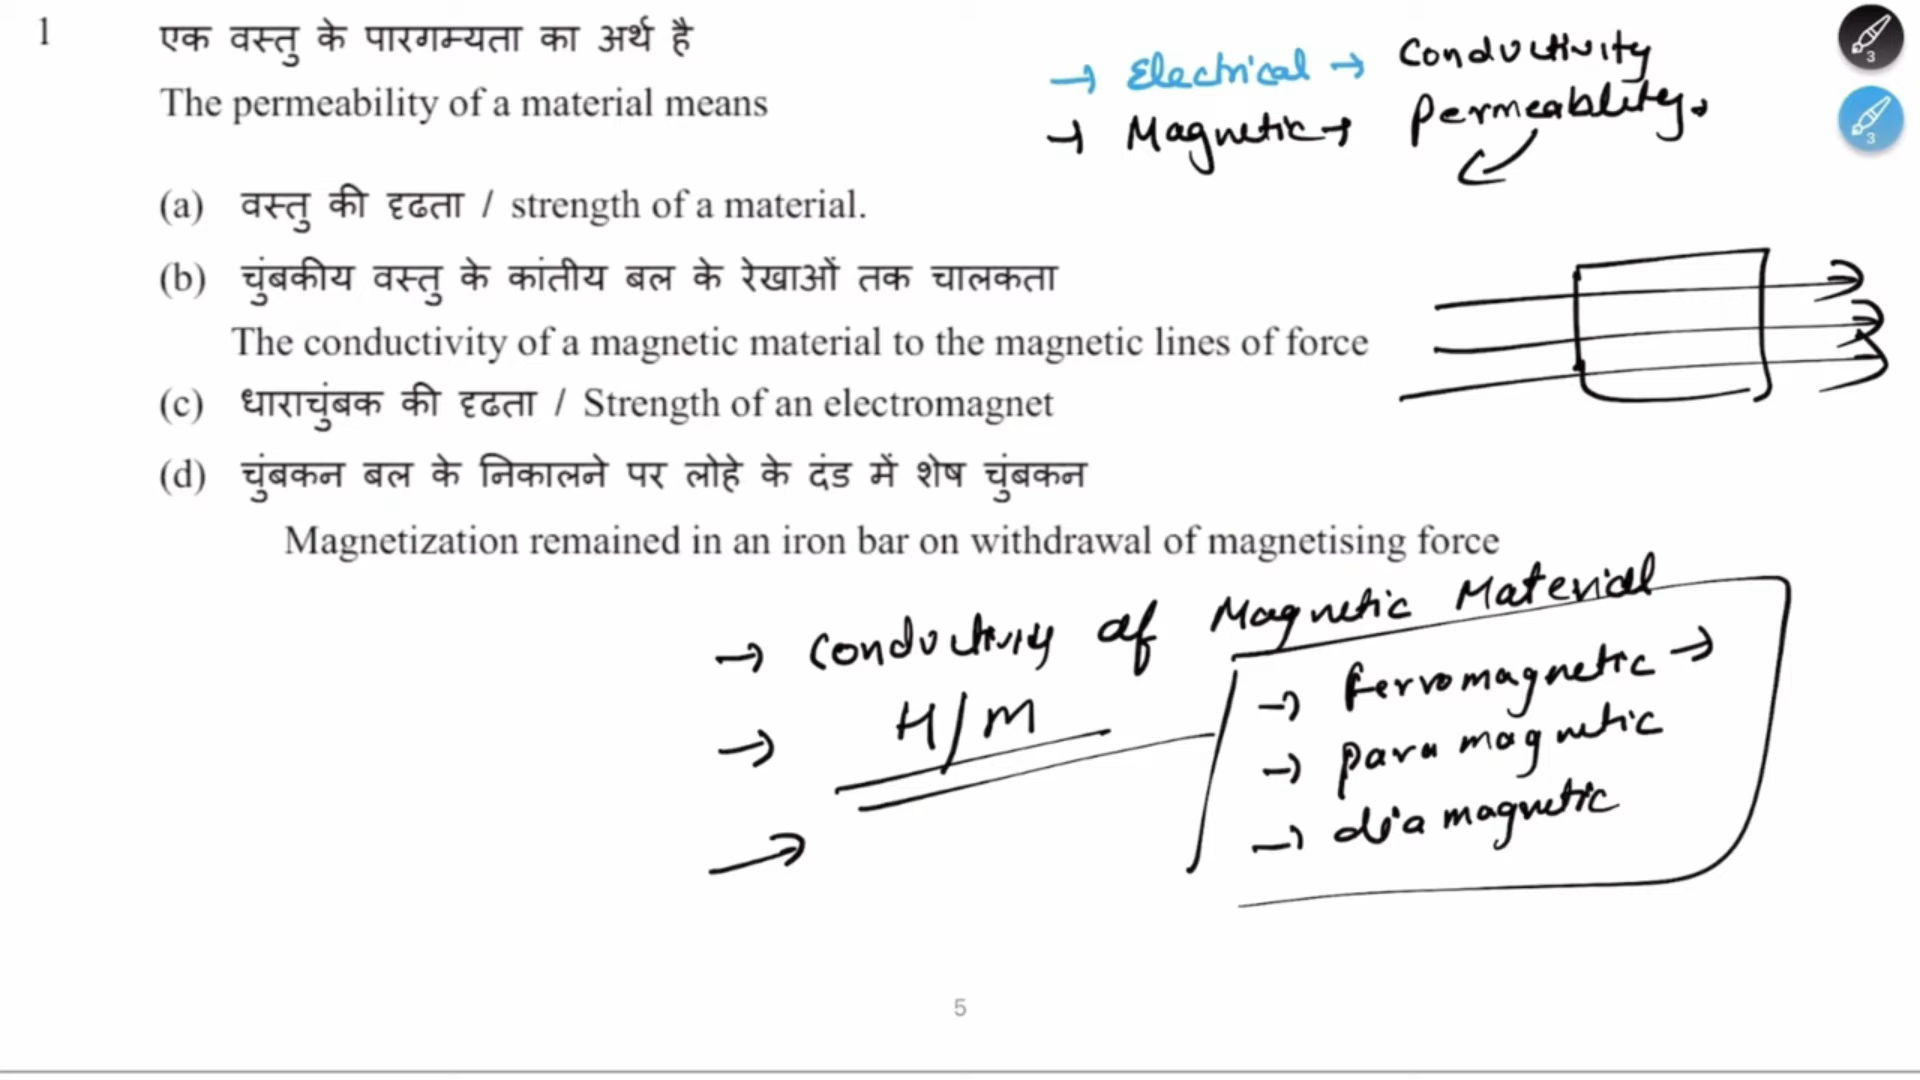 1 एक वस्तु के पारगम्यता का अर्थ है
The permeability of a material means
→ Electrical → Conductivity
→ Magnetic → Permeablity.
(a) वस्तु की दृढता / strength of a material.
(b) चुंबकीय वस्तु के कांतीय बल के रेखाओं तक चालकता
The conductivity of a magnetic material to the magnetic lines of force
(c) धाराचुंबक की दृढता / Strength of an electromagnet
(d) चुंबकन बल के निकालने पर लोहे के दंड में शेष चुंबकन
Magnetization remained in an iron bar on withdrawal of magnetising force
→ Conductivity of Magnetic Material
→ H/M
→ ferromagnetic →
→ para magnetic
→ dia magnetic
→
5
3
3